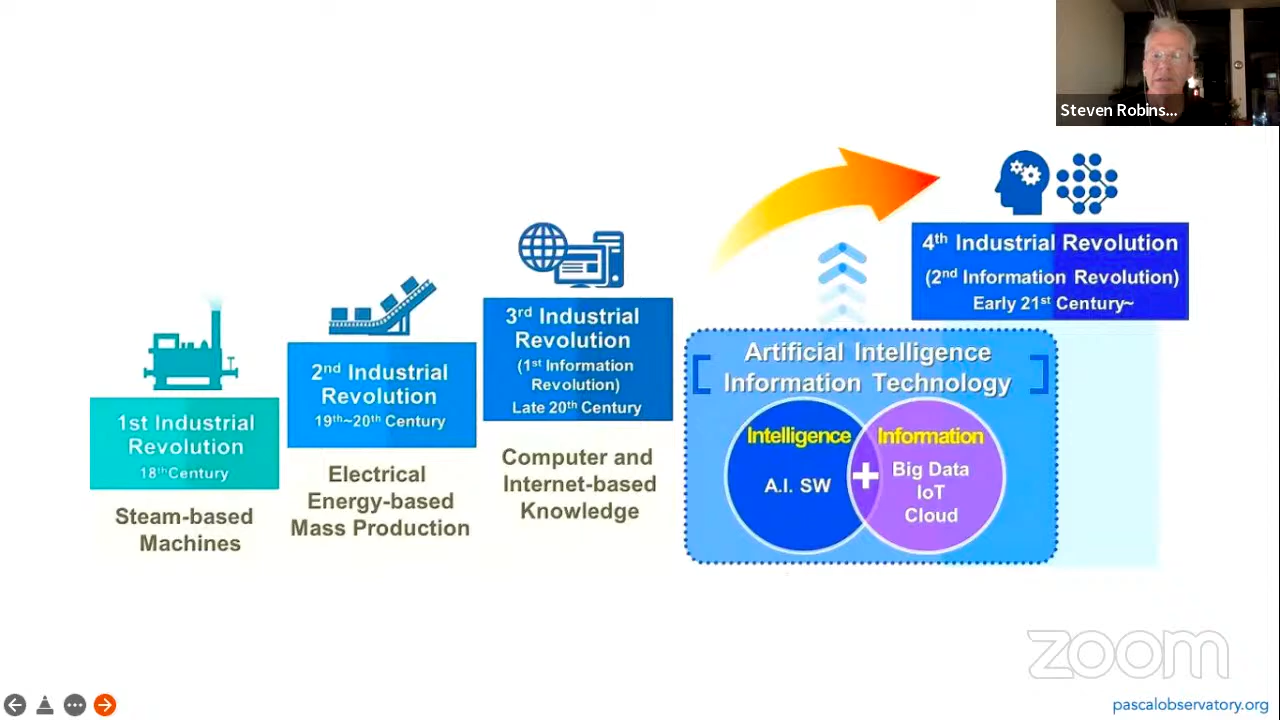 Steven Robins...
1st Industrial
Revolution
18th Century
Steam-based
Machines
2nd Industrial
Revolution
19th~20th Century
Electrical
Energy-based
Mass Production
3rd Industrial
Revolution
(1st Information
Revolution)
Late 20th Century
Computer and
Internet-based
Knowledge
4th Industrial Revolution
(2nd Information Revolution)
Early 21st Century~
Artificial Intelligence
Information Technology
Intelligence
A.I. SW
+
Information
Big Data
IoT
Cloud
zoom
pascalobservatory.org